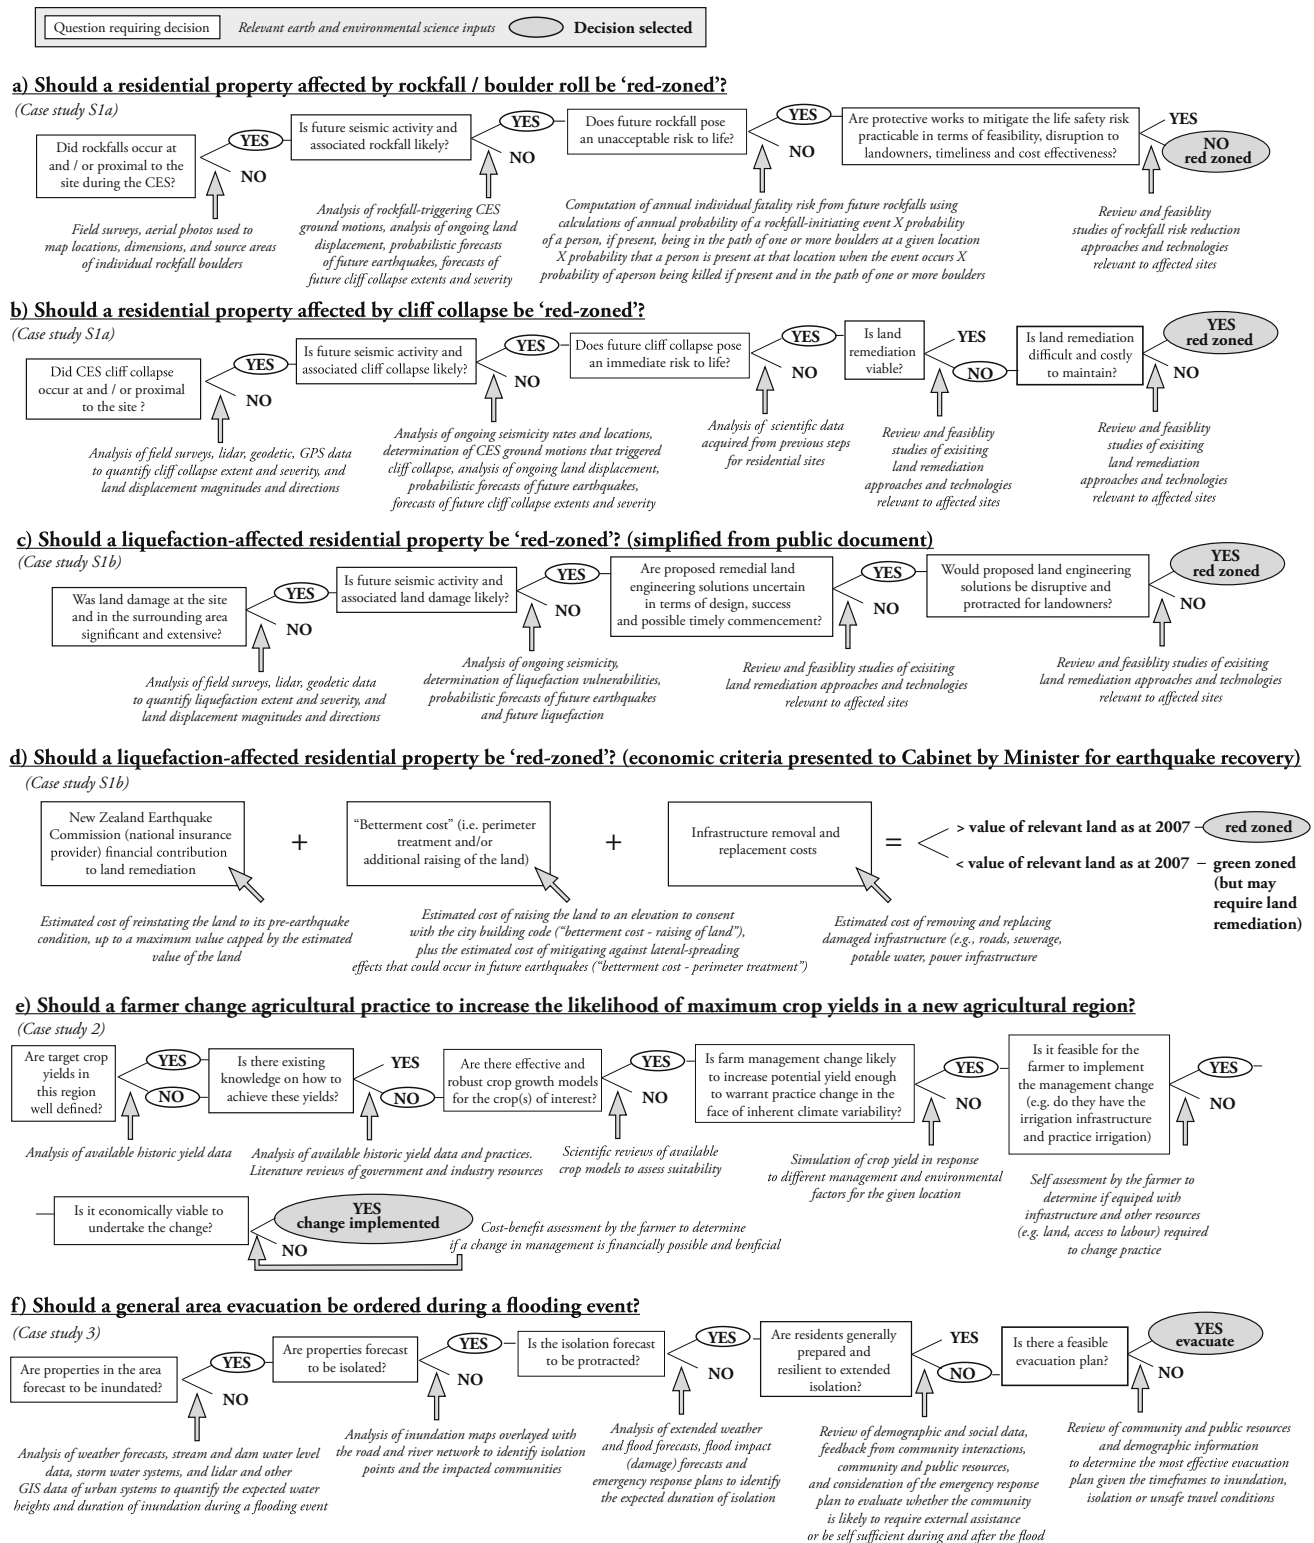 Question requiring decision
Relevant earth and environmental science inputs
Decision selected
a) Should a residential property affected by rockfall / boulder roll be ‘red-zoned’?
(Case study S1a)
Did rockfalls occur at
and / or proximal to the
site during the CES?
YES
NO
Is future seismic activity and
associated rockfall likely?
YES
NO
Does future rockfall pose
an unacceptable risk to life?
YES
NO
Are protective works to mitigate the life safety risk
practicable in terms of feasibility, disruption to
landowners, timeliness and cost effectiveness?
YES
NO
red zoned
Field surveys, aerial photos used to
map locations, dimensions, and source areas
of individual rockfall boulders
Analysis of rockfall-triggering CES
ground motions, analysis of ongoing land
displacement, probabilistic forecasts
of future earthquakes, forecasts of
future cliff collapse extents and severity
Computation of annual individual fatality risk from future rockfalls using
calculations of annual probability of a rockfall-initiating event X probability
of a person, if present, being in the path of one or more boulders at a given location
X probability that a person is present at that location when the event occurs X
probability of aperson being killed if present and in the path of one or more boulders
Review and feasiblity
studies of rockfall risk reduction
approaches and technologies
relevant to affected sites
b) Should a residential property affected by cliff collapse be ‘red-zoned’?
(Case study S1a)
Did CES cliff collapse
occur at and / or proximal
to the site ?
YES
NO
Is future seismic activity and
associated cliff collapse likely?
YES
NO
Does future cliff collapse pose
an immediate risk to life?
YES
NO
Is land
remediation
viable?
YES
NO
Is land remediation
difficult and costly
to maintain?
YES
red zoned
NO
Analysis of field surveys, lidar, geodetic, GPS data
to quantify cliff collapse extent and severity, and
land displacement magnitudes and directions
Analysis of ongoing seismicity rates and locations,
determination of CES ground motions that triggered
cliff collapse, analysis of ongoing land displacement,
probabilistic forecasts of future earthquakes,
forecasts of future cliff collapse extents and severity
Analysis of scientific data
acquired from previous steps
for residential sites
Review and feasiblity
studies of exisiting
land remediation
approaches and technologies
relevant to affected sites
Review and feasiblity
studies of exisiting
land remediation
approaches and technologies
relevant to affected sites
c) Should a liquefaction-affected residential property be ‘red-zoned’? (simplified from public document)
(Case study S1b)
Was land damage at the site
and in the surrounding area
significant and extensive?
YES
NO
Is future seismic activity and
associated land damage likely?
YES
NO
Are proposed remedial land
engineering solutions uncertain
in terms of design, success
and possible timely commencement?
YES
NO
Would proposed land engineering
solutions be disruptive and
protracted for landowners?
YES
red zoned
NO
Analysis of field surveys, lidar, geodetic data
to quantify liquefaction extent and severity, and
land displacement magnitudes and directions
Analysis of ongoing seismicity,
determination of liquefaction vulnerabilities,
probabilistic forecasts of future earthquakes
and future liquefaction
Review and feasiblity studies of exisiting
land remediation approaches and technologies
relevant to affected sites
Review and feasiblity studies of exisiting
land remediation approaches and technologies
relevant to affected sites
d) Should a liquefaction-affected residential property be ‘red-zoned’? (economic criteria presented to Cabinet by Minister for earthquake recovery)
(Case study S1b)
New Zealand Earthquake
Commission (national insurance
provider) financial contribution
to land remediation
+
“Betterment cost” (i.e. perimeter
treatment and/or
additional raising of the land)
+
Infrastructure removal and
replacement costs
=
> value of relevant land as at 2007
red zoned
< value of relevant land as at 2007 – green zoned
(but may
require land
remediation)
Estimated cost of reinstating the land to its pre-earthquake
condition, up to a maximum value capped by the estimated
value of the land
Estimated cost of raising the land to an elevation to consent
with the city building code (“betterment cost - raising of land”),
plus the estimated cost of mitigating against lateral-spreading
effects that could occur in future earthquakes (“betterment cost - perimeter treatment”)
Estimated cost of removing and replacing
damaged infrastructure (e.g., roads, sewerage,
potable water, power infrastructure
e) Should a farmer change agricultural practice to increase the likelihood of maximum crop yields in a new agricultural region?
(Case study 2)
Are target crop
yields in
this region
well defined?
YES
NO
Is there existing
knowledge on how to
achieve these yields?
YES
NO
Are there effective and
robust crop growth models
for the crop(s) of interest?
YES
NO
Is farm management change likely
to increase potential yield enough
to warrant practice change in the
face of inherent climate variability?
YES
NO
Is it feasible for the
farmer to implement
the management change
(e.g. do they have the
irrigation infrastructure
and practice irrigation)
YES
NO
Analysis of available historic yield data
Analysis of available historic yield data and practices.
Literature reviews of government and industry resources
Scientific reviews of available
crop models to assess suitability
Simulation of crop yield in response
to different management and environmental
factors for the given location
Self assessment by the farmer to
determine if equiped with
infrastructure and other resources
(e.g. land, access to labour) required
to change practice
Is it economically viable to
undertake the change?
YES
change implemented
NO
Cost-benefit assessment by the farmer to determine
if a change in management is financially possible and benficial
f) Should a general area evacuation be ordered during a flooding event?
(Case study 3)
Are properties in the area
forecast to be inundated?
YES
NO
Are properties forecast
to be isolated?
YES
NO
Is the isolation forecast
to be protracted?
YES
NO
Are residents generally
prepared and
resilient to extended
isolation?
YES
NO
Is there a feasible
evacuation plan?
YES
evacuate
NO
Analysis of weather forecasts, stream and dam water level
data, storm water systems, and lidar and other
GIS data of urban systems to quantify the expected water
heights and duration of inundation during a flooding event
Analysis of inundation maps overlayed with
the road and river network to identify isolation
points and the impacted communities
Analysis of extended weather
and flood forecasts, flood impact
(damage) forecasts and
emergency response plans to identify
the expected duration of isolation
Review of demographic and social data,
feedback from community interactions,
community and public resources,
and consideration of the emergency response
plan to evaluate whether the community
is likely to require external assistance
or be self sufficient during and after the flood
Review of community and public resources
and demographic information
to determine the most effective evacuation
plan given the timeframes to inundation,
isolation or unsafe travel conditions